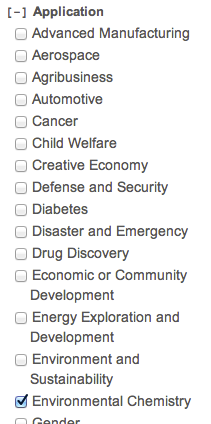 [–] Application
Advanced Manufacturing
Aerospace
Agribusiness
Automotive
Cancer
Child Welfare
Creative Economy
Defense and Security
Diabetes
Disaster and Emergency
Drug Discovery
Economic or Community
Development
Energy Exploration and
Development
Environment and
Sustainability
Environmental Chemistry
Gender